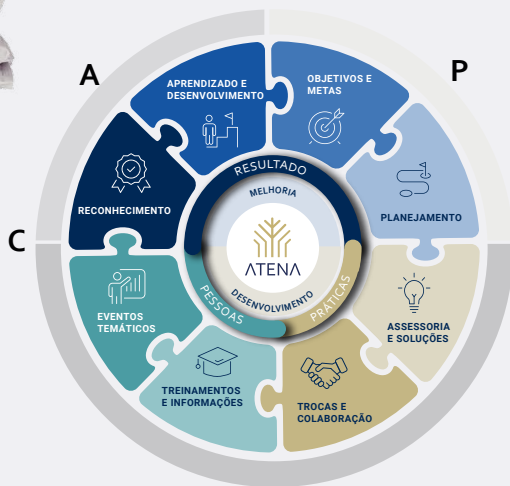 A
P
C
APRENDIZADO E
DESENVOLVIMENTO
OBJETIVOS E
METAS
RECONHECIMENTO
PLANEJAMENTO
RESULTADO
MELHORIA
ATENA
DESENVOLVIMENTO
PESSOAS
PRÁTICAS
EVENTOS
TEMÁTICOS
ASSESSORIA
E SOLUÇÕES
TREINAMENTOS
E INFORMAÇÕES
TROCAS E
COLABORAÇÃO